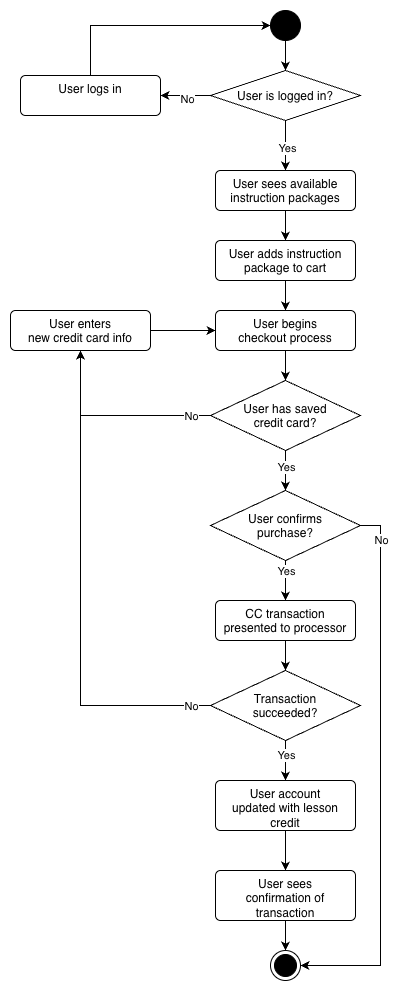 User logs in
User is logged in?
No
Yes
User sees available
instruction packages
User adds instruction
package to cart
User enters
new credit card info
User begins
checkout process
User has saved
credit card?
No
Yes
User confirms
purchase?
No
Yes
CC transaction
presented to processor
Transaction
succeeded?
No
Yes
User account
updated with lesson
credit
User sees
confirmation of
transaction